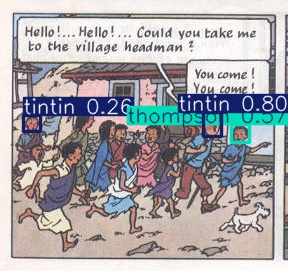 Hello!... Hello!... Could you take me
to the village headman?
You come!
You come!
tintin 0.26
thompson 0.57
tintin 0.80